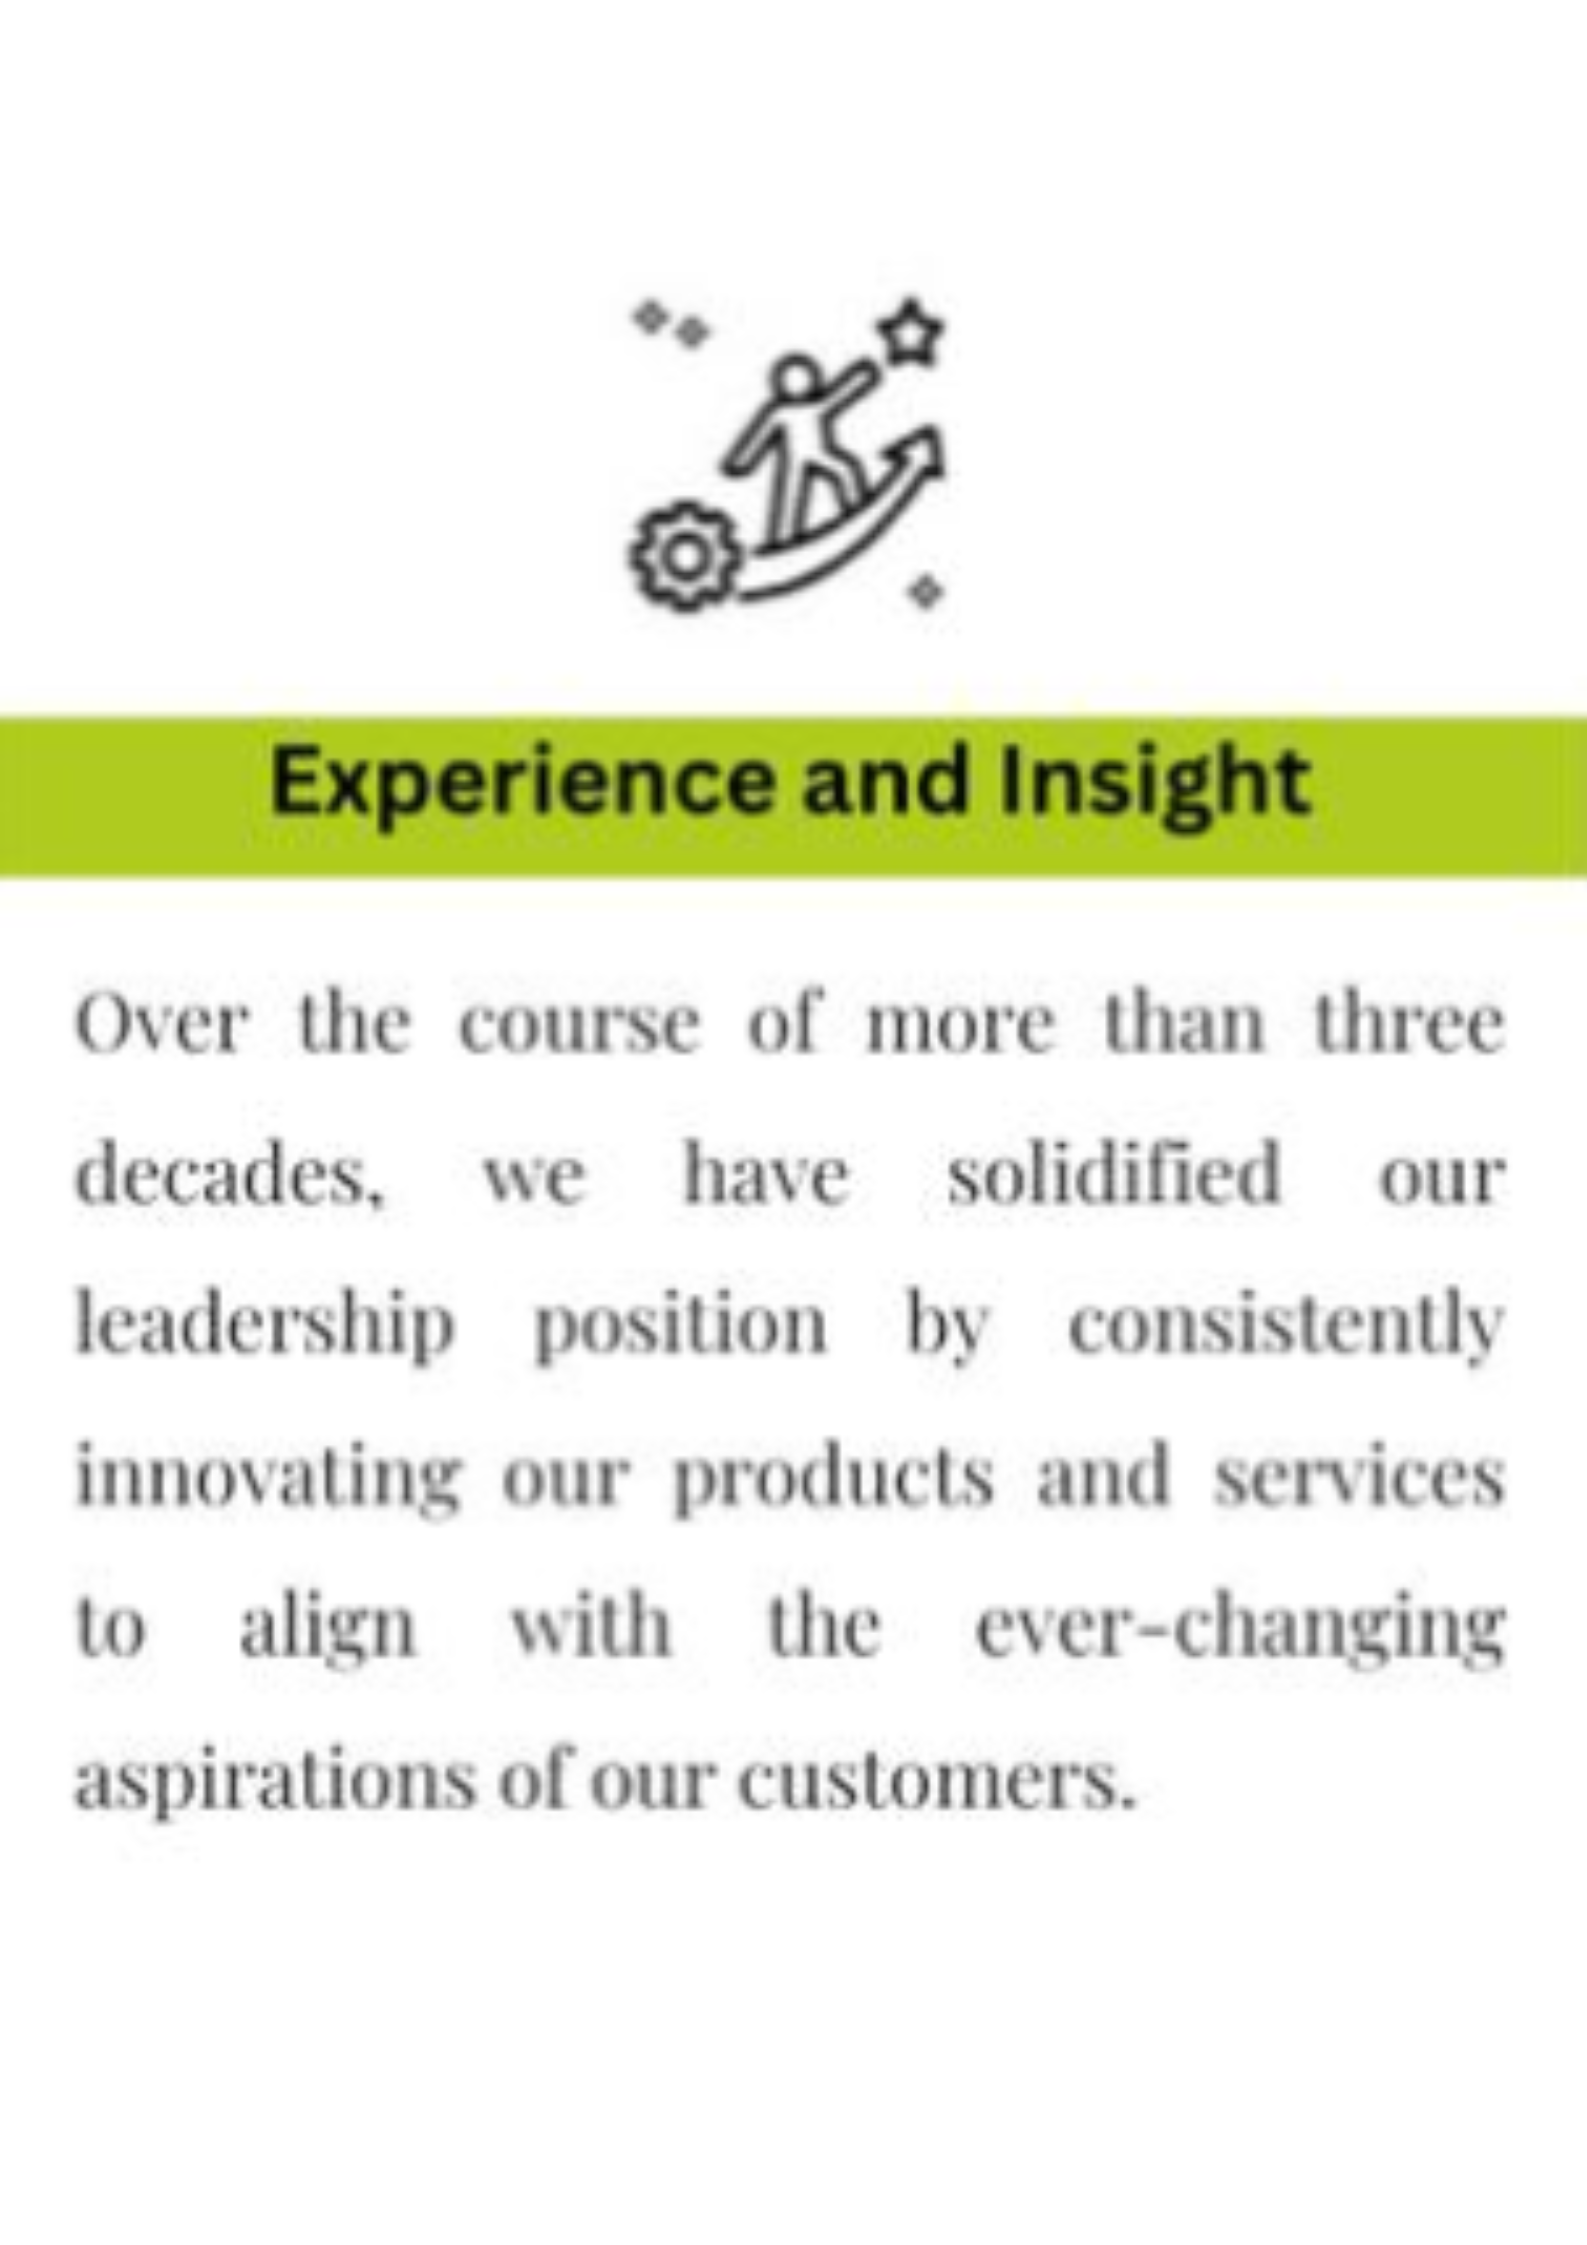 Experience and Insight
Over the course of more than three
decades, we have solidified our
leadership position by consistently
innovating our products and services
to align with the ever-changing
aspirations of our customers.